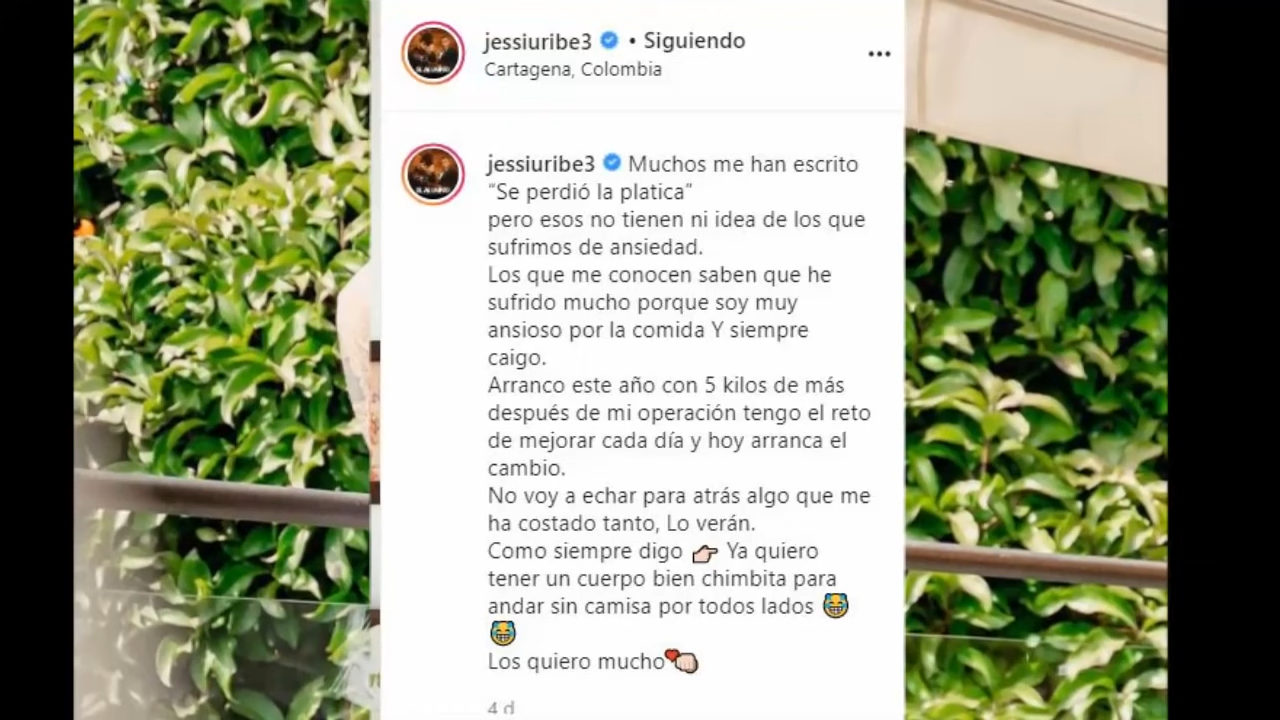 jessiuribe3 • Siguiendo
Cartagena, Colombia
jessiuribe3 Muchos me han escrito
“Se perdió la platica”
pero esos no tienen ni idea de los que
sufrimos de ansiedad.
Los que me conocen saben que he
sufrido mucho porque soy muy
ansioso por la comida Y siempre
caigo.
Arranco este año con 5 kilos de más
después de mi operación tengo el reto
de mejorar cada día y hoy arranca el
cambio.
No voy a echar para atrás algo que me
ha costado tanto, Lo verán.
Como siempre digo 👉🏻 Ya quiero
tener un cuerpo bien chimbita para
andar sin camisa por todos lados 😹
😹
Los quiero mucho❤️👊🏻
4 d